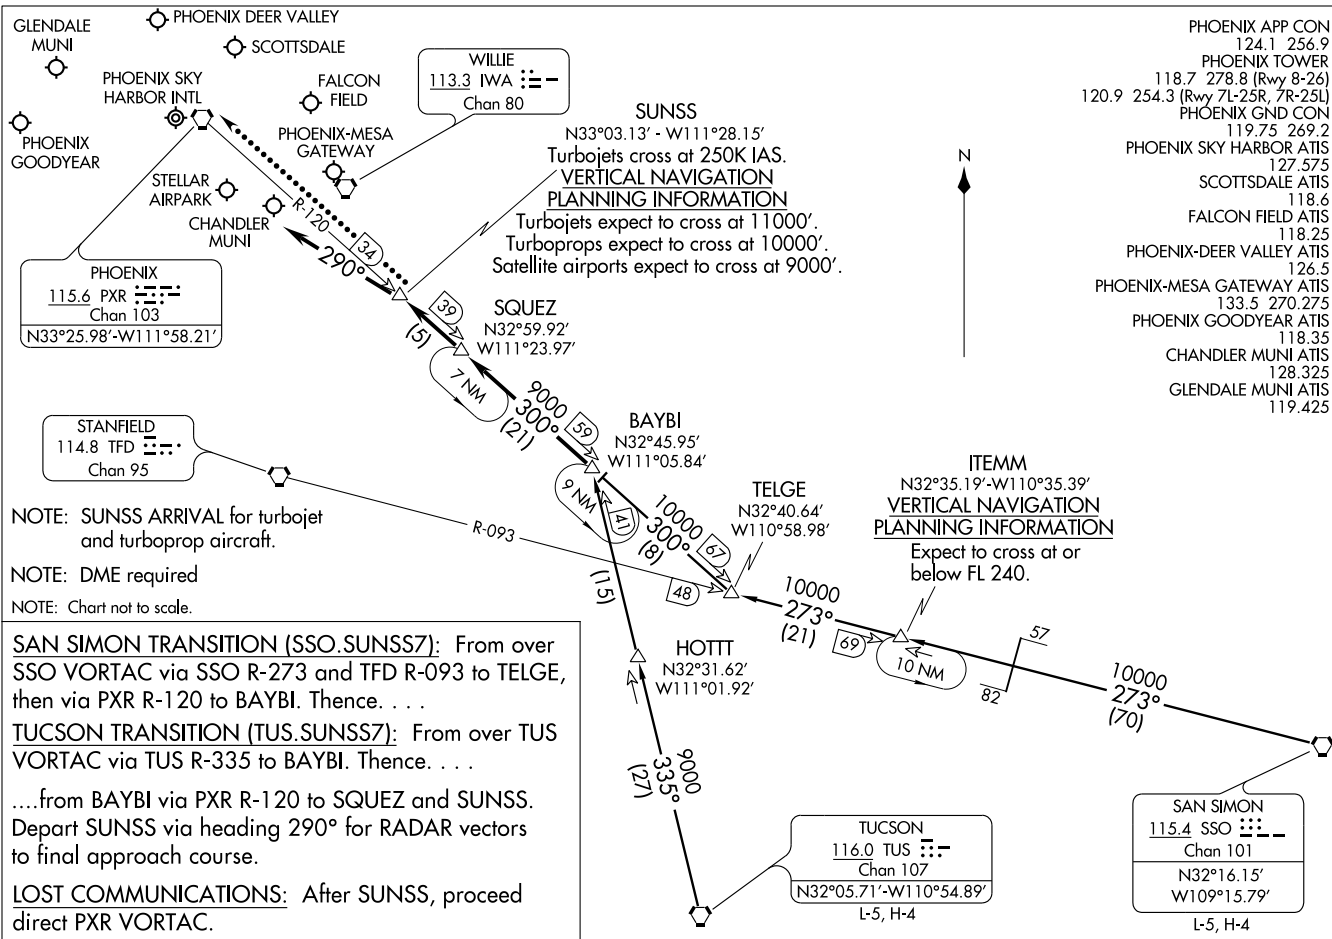 GLENDALE
MUNI
PHOENIX DEER VALLEY
SCOTTSDALE
PHOENIX SKY
HARBOR INTL
FALCON
FIELD
PHOENIX
GOODYEAR
PHOENIX-MESA
GATEWAY
STELLAR
AIRPARK
CHANDLER
MUNI
WILLIE
113.3 IWA
Chan 80
SUNSS
N33°03.13' - W111°28.15'
Turbojets cross at 250K IAS.
VERTICAL NAVIGATION
PLANNING INFORMATION
Turbojets expect to cross at 11000'.
Turboprops expect to cross at 10000'.
Satellite airports expect to cross at 9000'.
N
PHOENIX APP CON
124.1 256.9
PHOENIX TOWER
118.7 278.8 (Rwy 8-26)
120.9 254.3 (Rwy 7L-25R, 7R-25L)
PHOENIX GND CON
119.75 269.2
PHOENIX SKY HARBOR ATIS
127.575
SCOTTSDALE ATIS
118.6
FALCON FIELD ATIS
118.25
PHOENIX-DEER VALLEY ATIS
126.5
PHOENIX-MESA GATEWAY ATIS
133.5 270.275
PHOENIX GOODYEAR ATIS
118.35
CHANDLER MUNI ATIS
128.325
GLENDALE MUNI ATIS
119.425
PHOENIX
115.6 PXR
Chan 103
N33°25.98'-W111°58.21'
R-120
34
290°
39
(5)
SQUEZ
N32°59.92'
W111°23.97'
7 NM
9000
300°
(21)
59
BAYBI
N32°45.95'
W111°05.84'
9 NM
41
10000
300°
(8)
67
TELGE
N32°40.64'
W110°58.98'
STANFIELD
114.8 TFD
Chan 95
R-093
48
ITEMM
N32°35.19'-W110°35.39'
VERTICAL NAVIGATION
PLANNING INFORMATION
Expect to cross at or
below FL 240.
10000
273°
(21)
69
10 NM
57
82
10000
273°
(70)
(15)
HOTTT
N32°31.62'
W111°01.92'
9000
335°
(27)
TUCSON
116.0 TUS
Chan 107
N32°05.71'-W110°54.89'
L-5, H-4
SAN SIMON
115.4 SSO
Chan 101
N32°16.15'
W109°15.79'
L-5, H-4
NOTE: SUNSS ARRIVAL for turbojet
and turboprop aircraft.
NOTE: DME required
NOTE: Chart not to scale.
SAN SIMON TRANSITION (SSO.SUNSS7): From over
SSO VORTAC via SSO R-273 and TFD R-093 to TELGE,
then via PXR R-120 to BAYBI. Thence. . . .
TUCSON TRANSITION (TUS.SUNSS7): From over TUS
VORTAC via TUS R-335 to BAYBI. Thence. . . .
....from BAYBI via PXR R-120 to SQUEZ and SUNSS.
Depart SUNSS via heading 290° for RADAR vectors
to final approach course.
LOST COMMUNICATIONS: After SUNSS, proceed
direct PXR VORTAC.